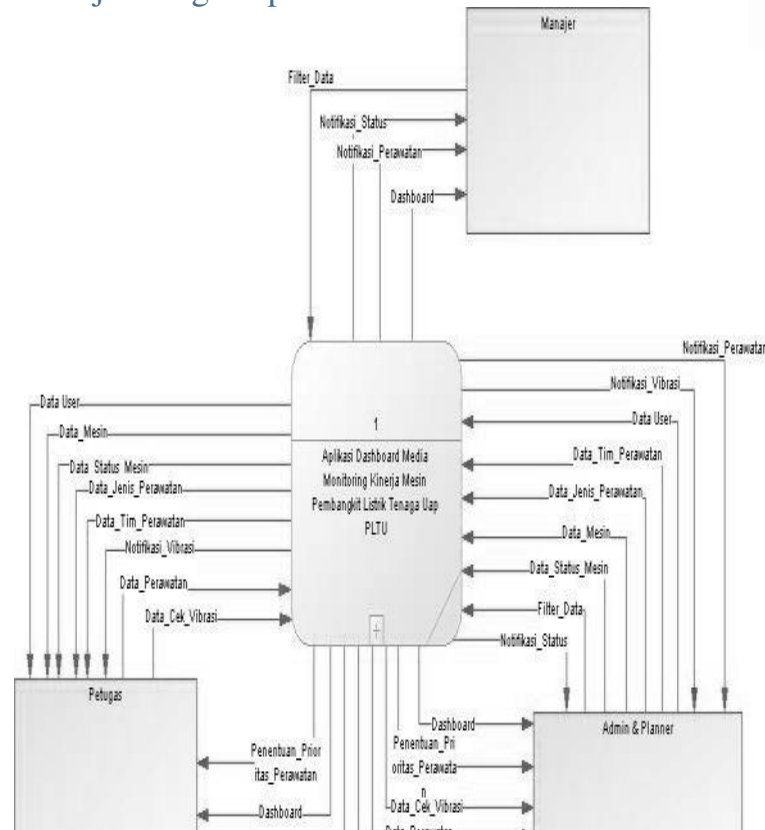 Manajer
Filter_Data
Notifikasi_Status
Notifikasi_Perawatan
Dashboard
Notifikasi_Perawatan
Notifikasi_Vibrasi
Data User
Data User
1
Data_Mesin
Data_Tim_Perawatan
Aplikasi Dashboard Media
Monitoring Kinerja Mesin
Pembangkit Listrik Tenaga Uap
PLTU
Data_Status_Mesin
Data_Jenis_Perawatan
Data_Jenis_Perawatan
Data_Tim_Perawatan
Data_Mesin
Notifikasi_Vibrasi
Data_Status_Mesin
Data_Perawatan
Filter_Data
Data_Cek_Vibrasi
+
Notifikasi_Status
Petugas
Admin & Planner
Dashboard
Penentuan_Prior
itas_Perawatan
Penentuan_Pri
oritas_Perawata
n
Dashboard
Data_Cek_Vibrasi